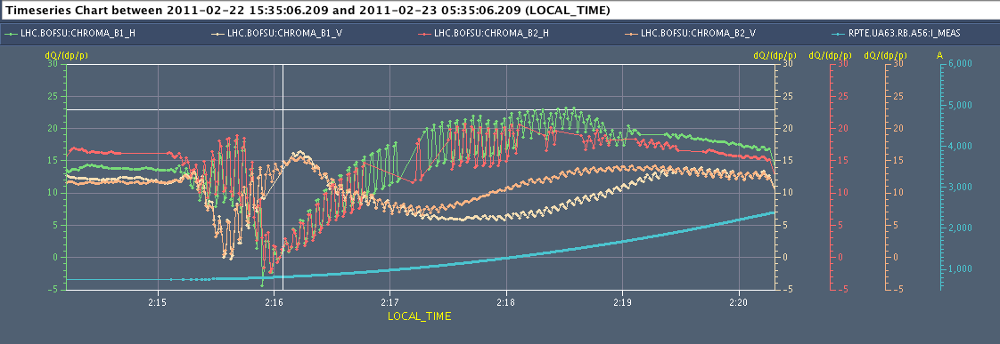 Timeseries Chart between 2011-02-22 15:35:06.209 and 2011-02-23 05:35:06.209 (LOCAL_TIME)
LHC.BOFSU:CHROMA_B1_H LHC.BOFSU:CHROMA_B1_V LHC.BOFSU:CHROMA_B2_H LHC.BOFSU:CHROMA_B2_V RPTE.UA63.RB.A56:I_MEAS
dQ/(dp/p) dQ/(dp/p) dQ/(dp/p) dQ/(dp/p) A
30 30 30 30 6,000
25 25 25 25
5,000
20 20 20 20
4,000
15 15 15 15
3,000
10 10 10 10
5 5 5 5
2,000
0 0 0 0
1,000
-5 -5 -5 -5
2:15 2:16 2:17 2:18 2:19 2:20
LOCAL_TIME